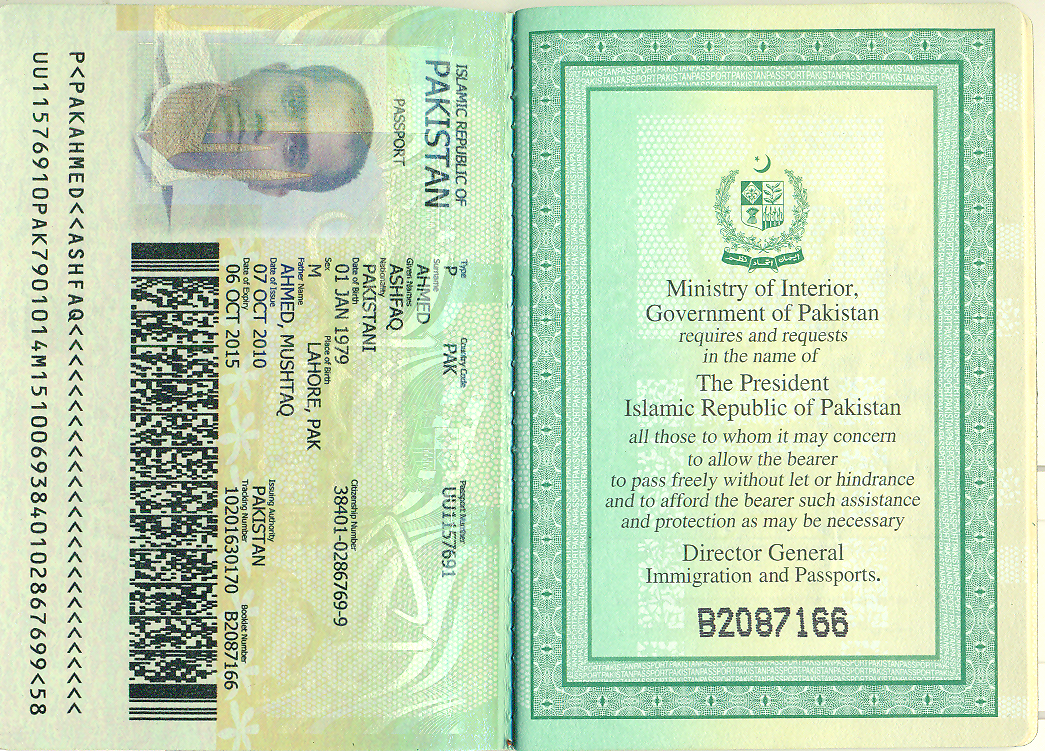 ISLAMIC REPUBLIC OF
PAKISTAN
PASSPORT
Type Country Code Passport Number
P PAK UU1157691
Surname
AHMED
Given Names
ASHFAQ
Nationality
PAKISTANI
Date of Birth Citizenship Number
01 JAN 1979 38401-0286769-9
Sex Place of Birth
M LAHORE, PAK
Father Name
AHMED, MUSHTAQ
Date of Issue Issuing Authority
07 OCT 2010 PAKISTAN
Date of Expiry Tracking Number Booklet Number
06 OCT 2015 10201630170 B2087166
P<PAKAHMED<<ASHFAQ<<<<<<<<<<<<<<<<<<<<<<<<<<
UU11576910PAK7901014M15100693840102867699<58
ایمان اتحاد نظم
Ministry of Interior,
Government of Pakistan
requires and requests
in the name of
The President
Islamic Republic of Pakistan
all those to whom it may concern
to allow the bearer
to pass freely without let or hindrance
and to afford the bearer such assistance
and protection as may be necessary
Director General
Immigration and Passports.
B2087166